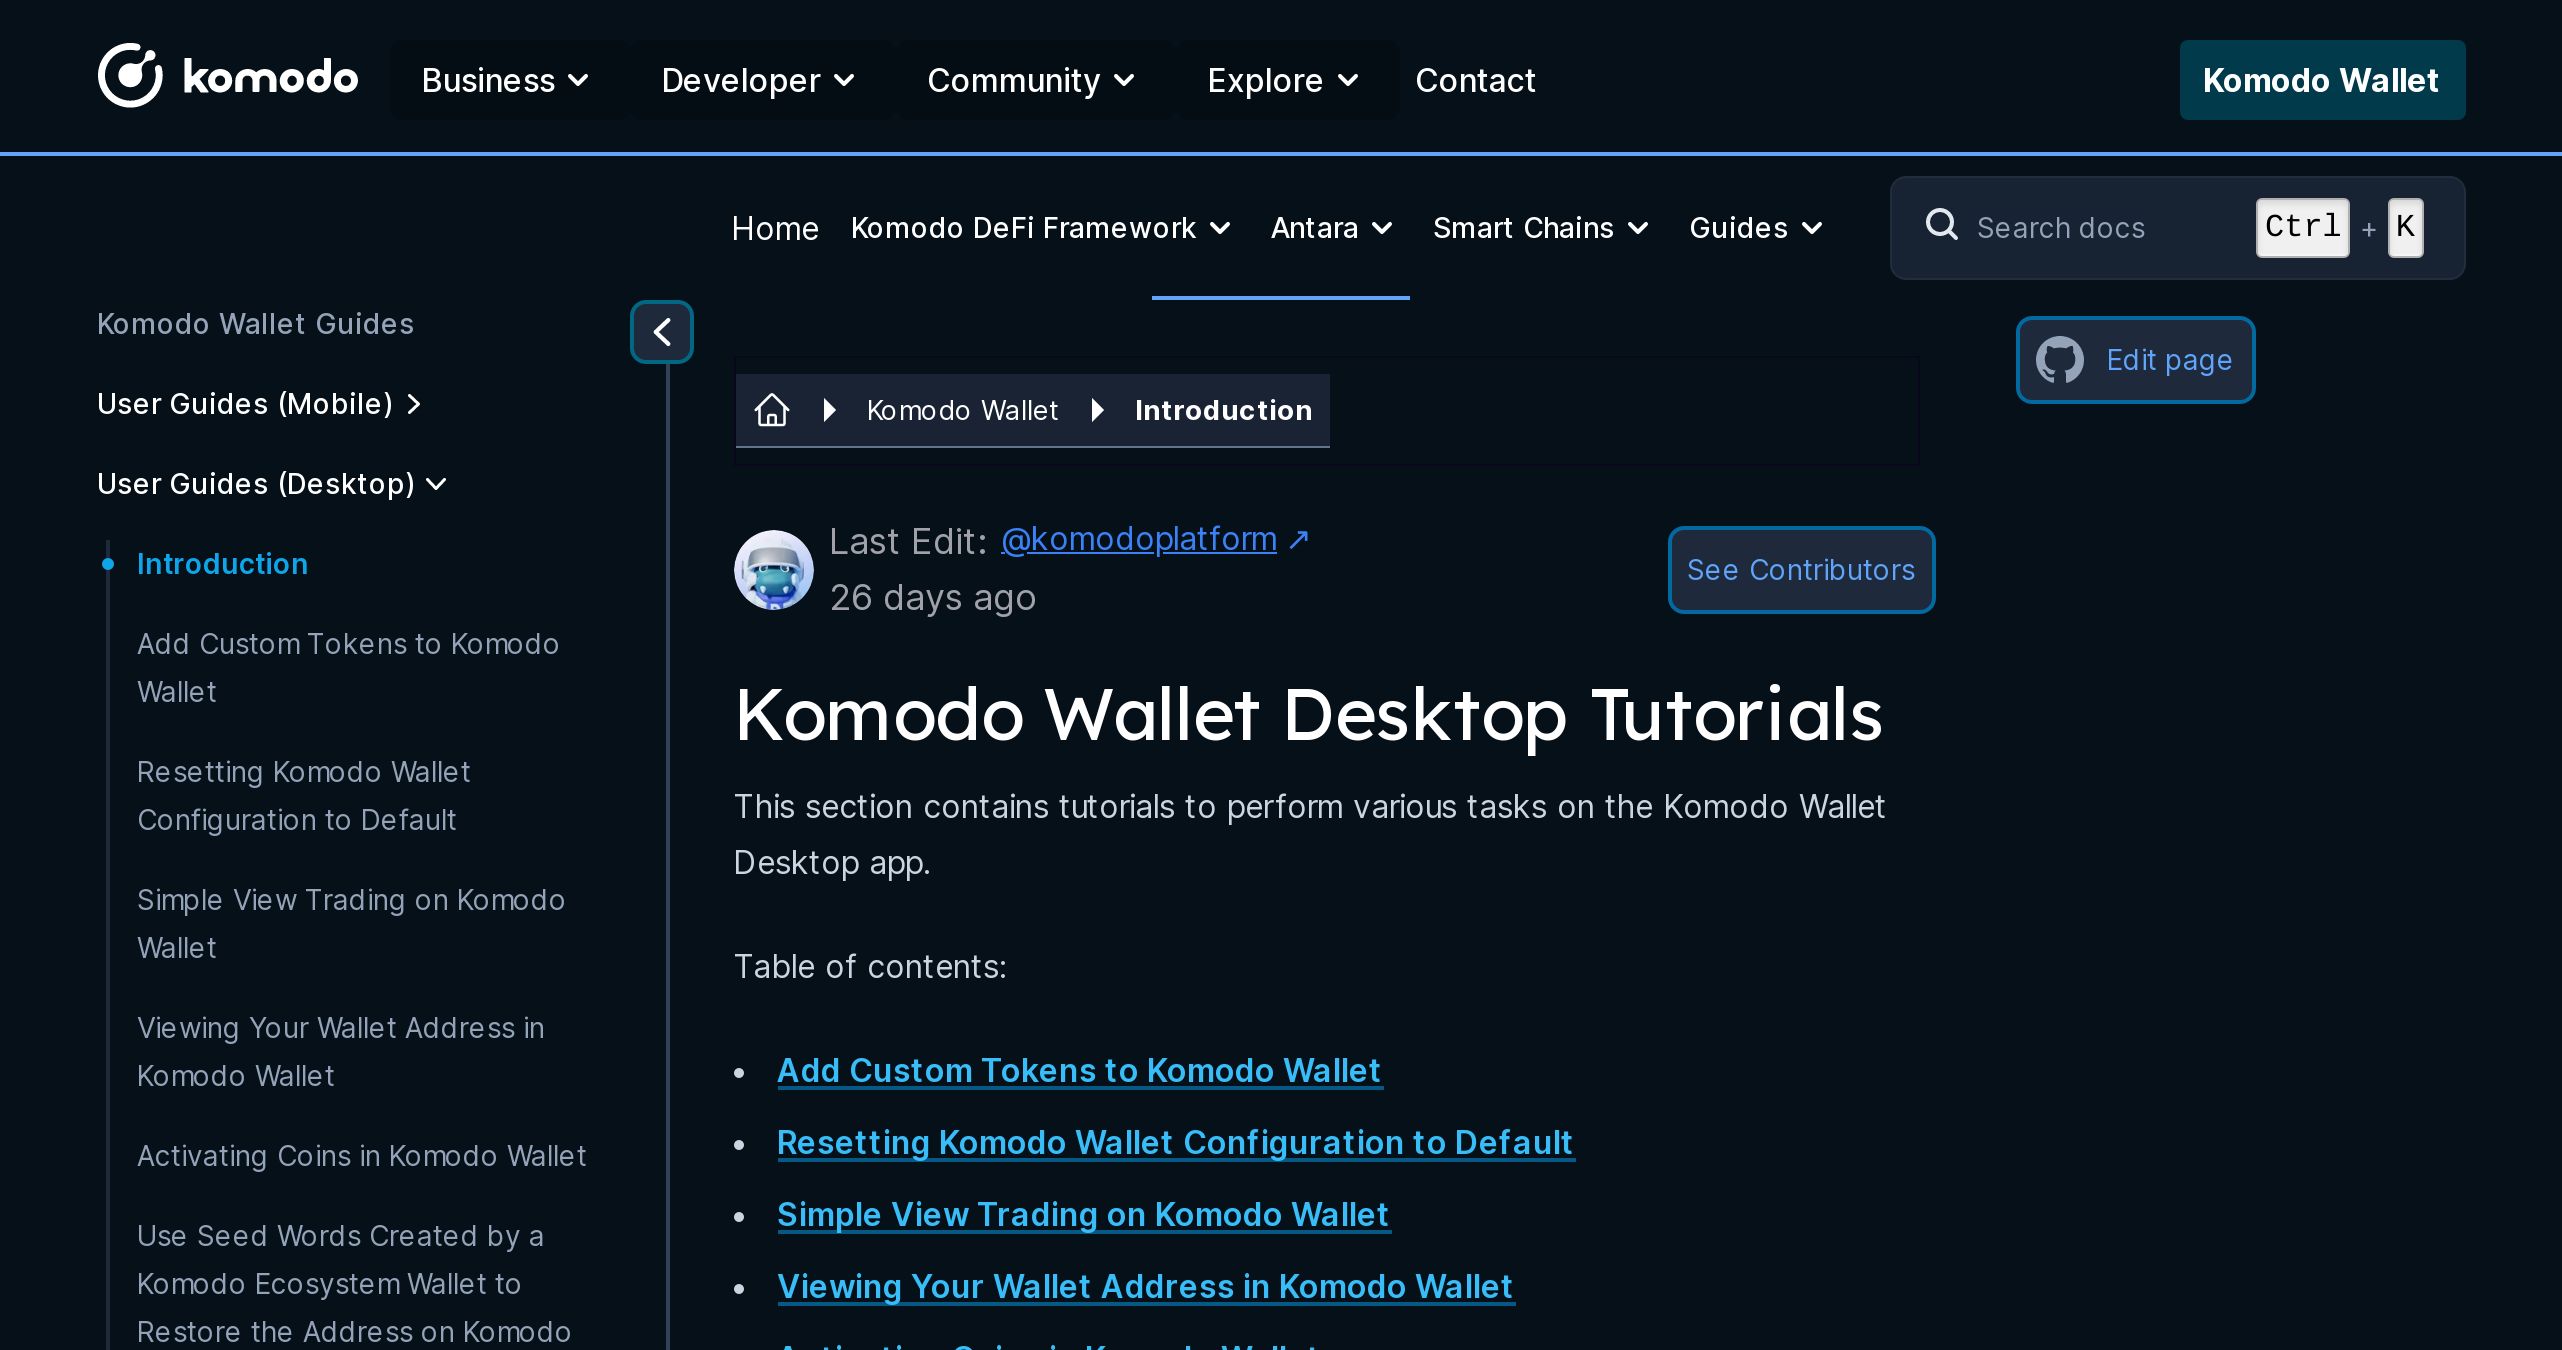 komodo
Business
Developer
Community
Explore
Contact
Komodo Wallet
Home
Komodo DeFi Framework
Antara
Smart Chains
Guides
Search docs
Ctrl + K
Komodo Wallet Guides
User Guides (Mobile)
User Guides (Desktop)
Introduction
Add Custom Tokens to Komodo
Wallet
Resetting Komodo Wallet
Configuration to Default
Simple View Trading on Komodo
Wallet
Viewing Your Wallet Address in
Komodo Wallet
Activating Coins in Komodo Wallet
Use Seed Words Created by a
Komodo Ecosystem Wallet to
Restore the Address on Komodo
Komodo Wallet
Introduction
Edit page
Last Edit: @komodoplatform ↗
26 days ago
See Contributors
Komodo Wallet Desktop Tutorials
This section contains tutorials to perform various tasks on the Komodo Wallet
Desktop app.
Table of contents:
• Add Custom Tokens to Komodo Wallet
• Resetting Komodo Wallet Configuration to Default
• Simple View Trading on Komodo Wallet
• Viewing Your Wallet Address in Komodo Wallet